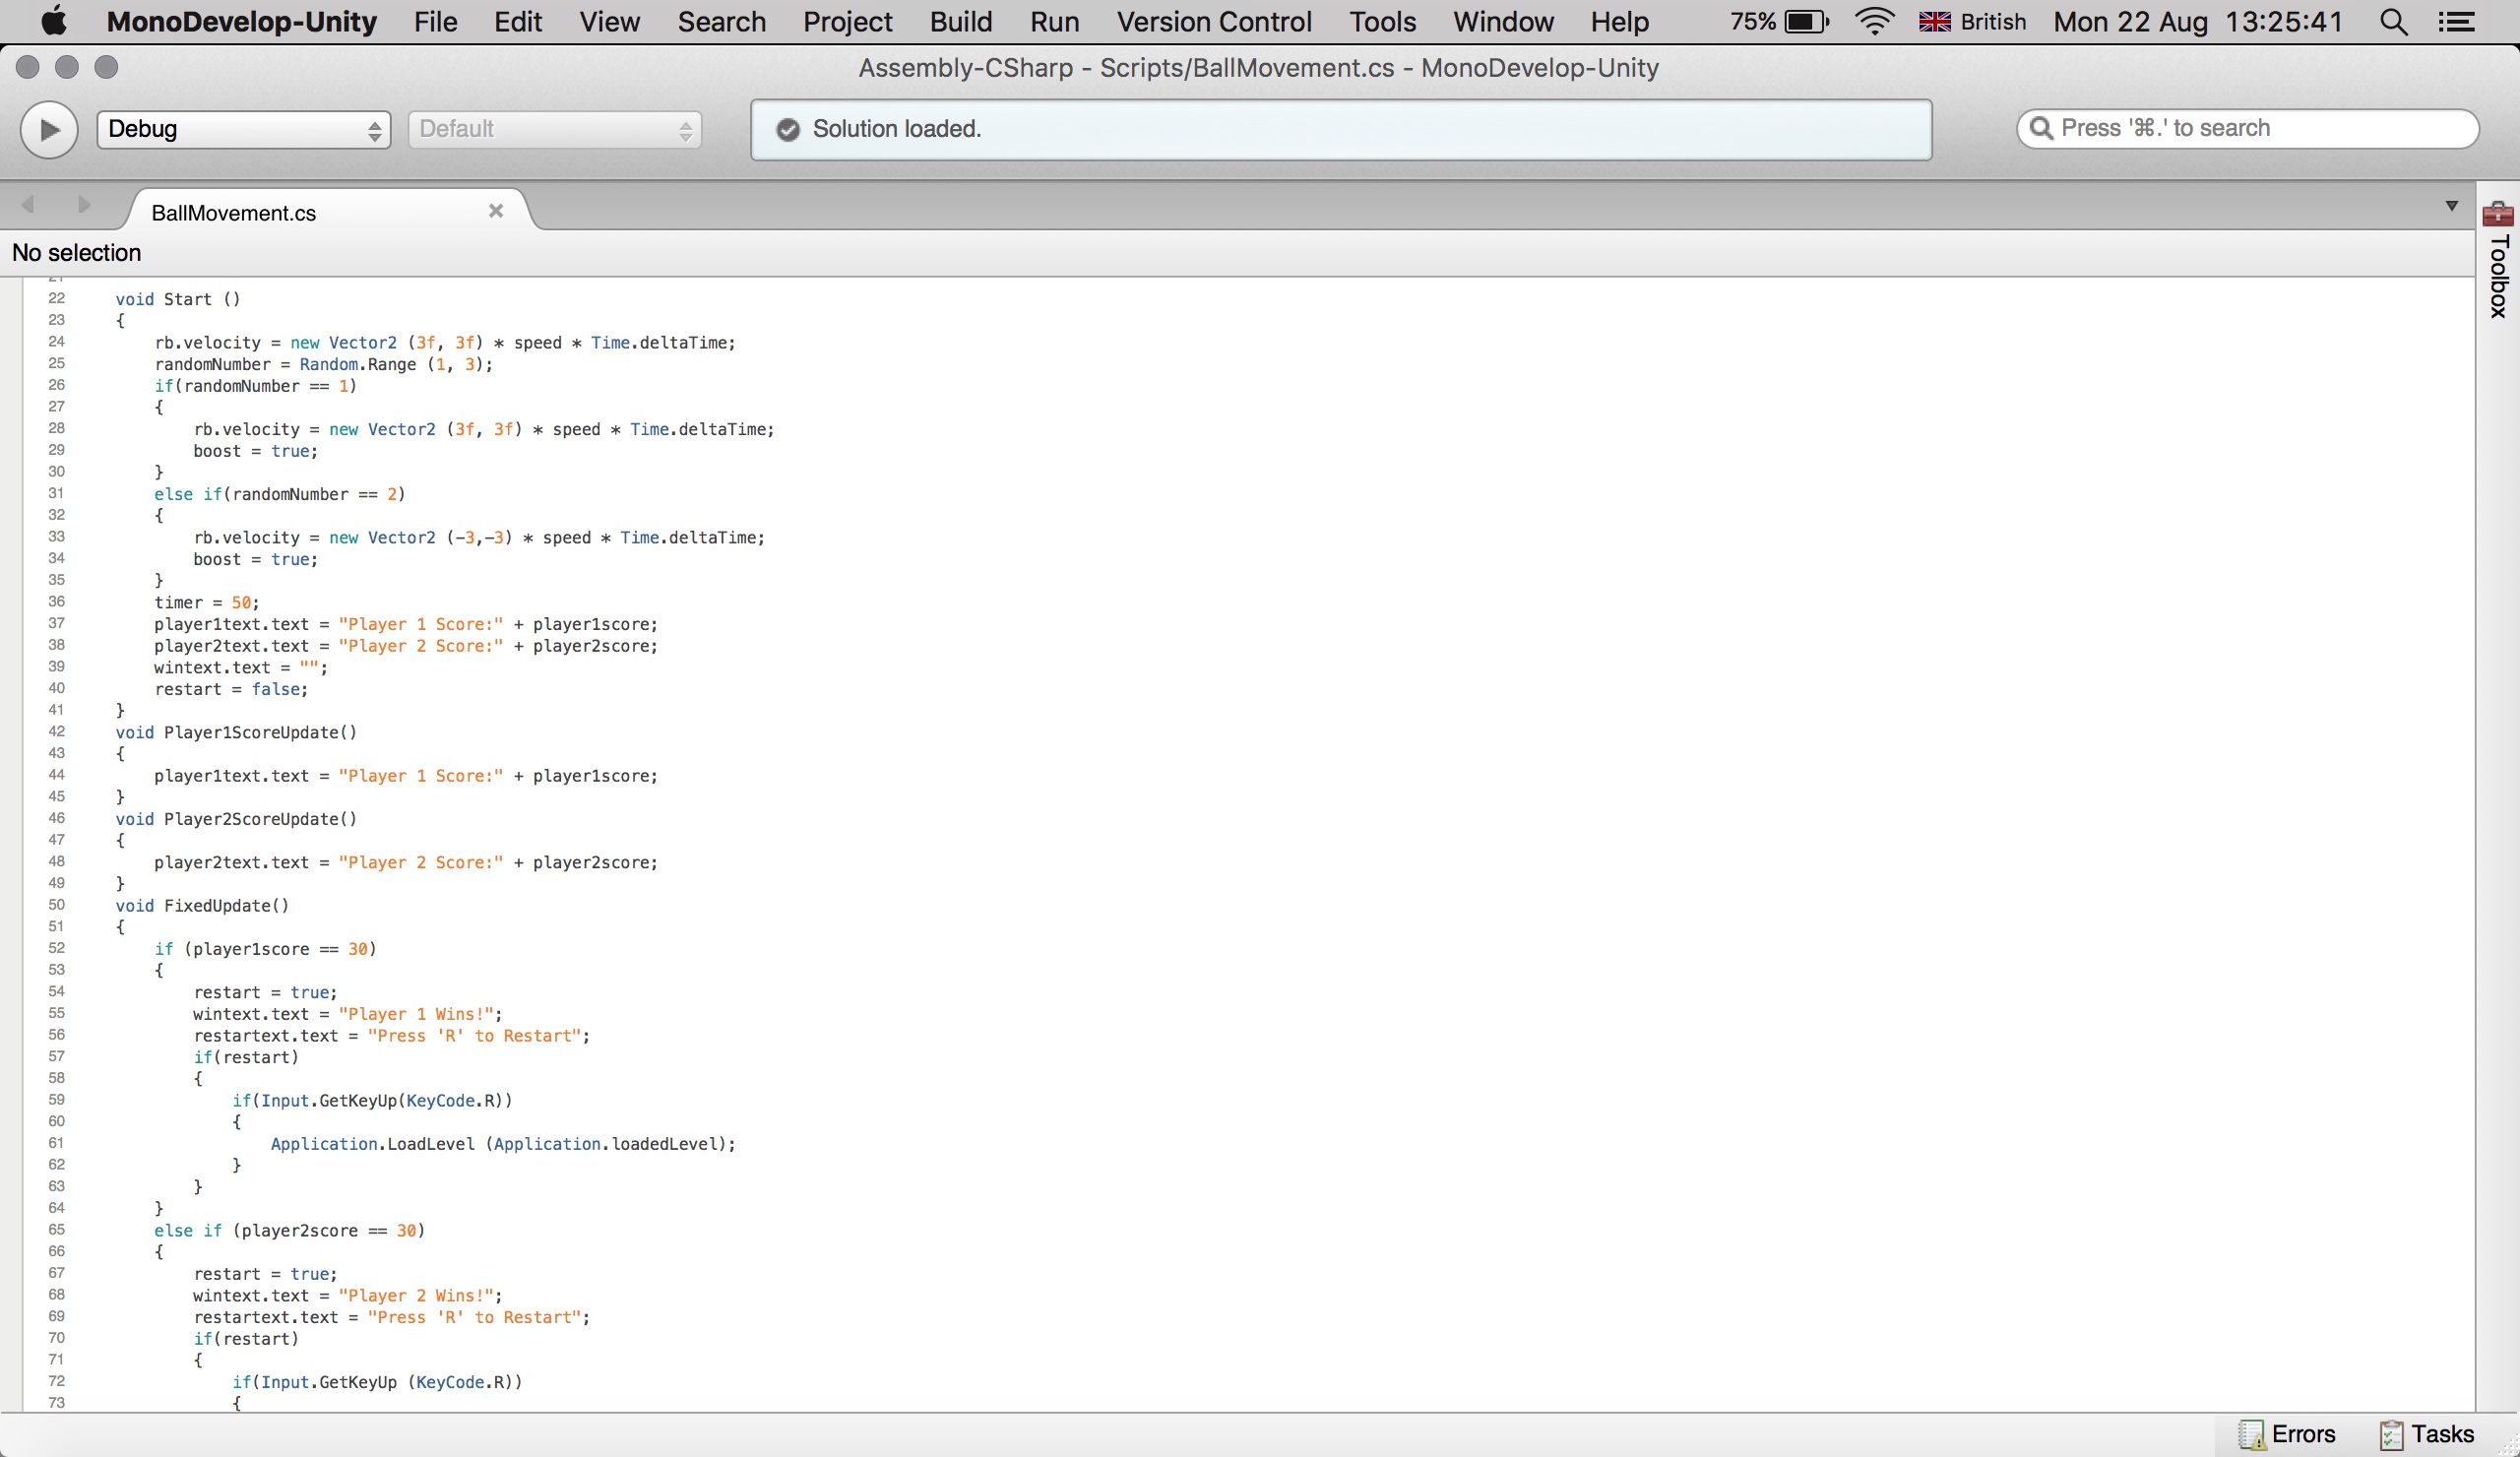 MonoDevelop-Unity File Edit View Search Project Build Run Version Control Tools Window Help 75% British Mon 22 Aug 13:25:41
Assembly-CSharp - Scripts/BallMovement.cs - MonoDevelop-Unity
Debug Default Solution loaded. Press '⌘.' to search
BallMovement.cs
Toolbox
No selection
22 void Start ()
23 {
24 rb.velocity = new Vector2 (3f, 3f) * speed * Time.deltaTime;
25 randomNumber = Random.Range (1, 3);
26 if(randomNumber == 1)
27 {
28 rb.velocity = new Vector2 (3f, 3f) * speed * Time.deltaTime;
29 boost = true;
30 }
31 else if(randomNumber == 2)
32 {
33 rb.velocity = new Vector2 (-3,-3) * speed * Time.deltaTime;
34 boost = true;
35 }
36 timer = 50;
37 player1text.text = "Player 1 Score:" + player1score;
38 player2text.text = "Player 2 Score:" + player2score;
39 wintext.text = "";
40 restart = false;
41 }
42 void Player1ScoreUpdate()
43 {
44 player1text.text = "Player 1 Score:" + player1score;
45 }
46 void Player2ScoreUpdate()
47 {
48 player2text.text = "Player 2 Score:" + player2score;
49 }
50 void FixedUpdate()
51 {
52 if (player1score == 30)
53 {
54 restart = true;
55 wintext.text = "Player 1 Wins!";
56 restartext.text = "Press 'R' to Restart";
57 if(restart)
58 {
59 if(Input.GetKeyUp(KeyCode.R))
60 {
61 Application.LoadLevel (Application.loadedLevel);
62 }
63 }
64 }
65 else if (player2score == 30)
66 {
67 restart = true;
68 wintext.text = "Player 2 Wins!";
69 restartext.text = "Press 'R' to Restart";
70 if(restart)
71 {
72 if(Input.GetKeyUp (KeyCode.R))
73 {
Errors Tasks